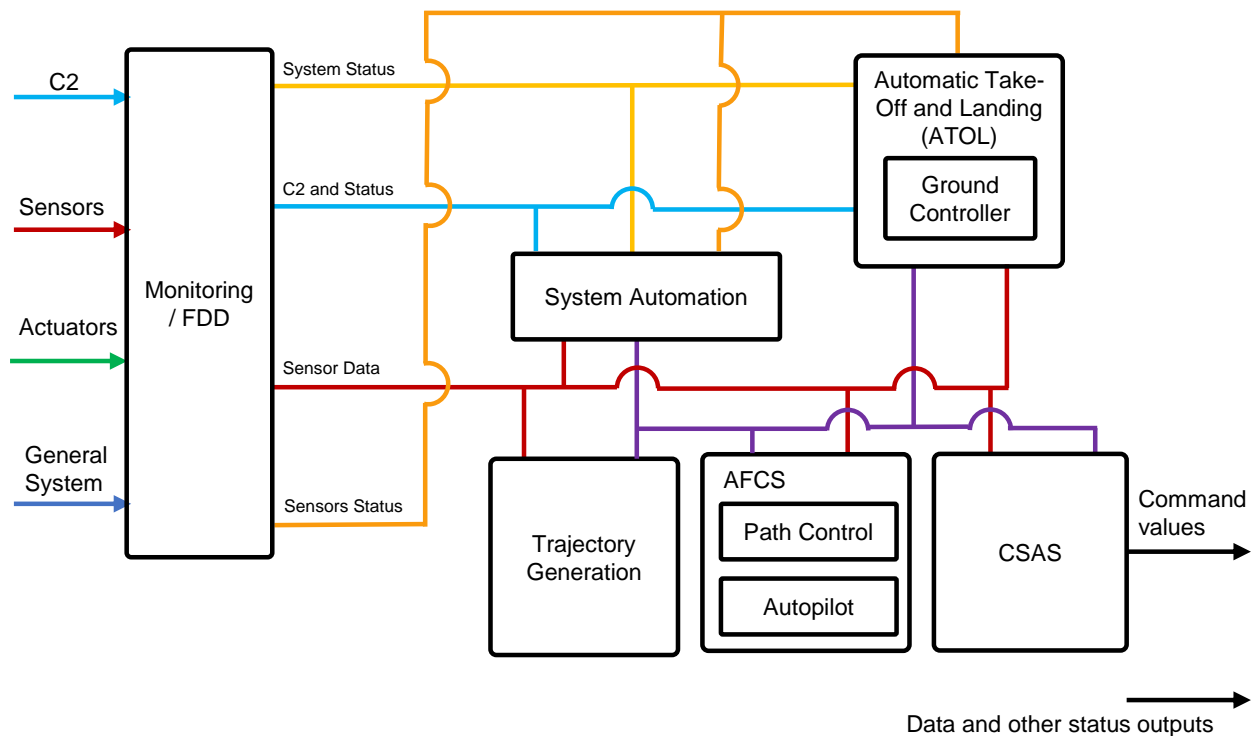 C2
Sensors
Actuators
General
System
Monitoring
/ FDD
System Status
C2 and Status
Sensor Data
Sensors Status
System Automation
Automatic Take-
Off and Landing
(ATOL)
Ground
Controller
Trajectory
Generation
AFCS
Path Control
Autopilot
CSAS
Command
values
Data and other status outputs